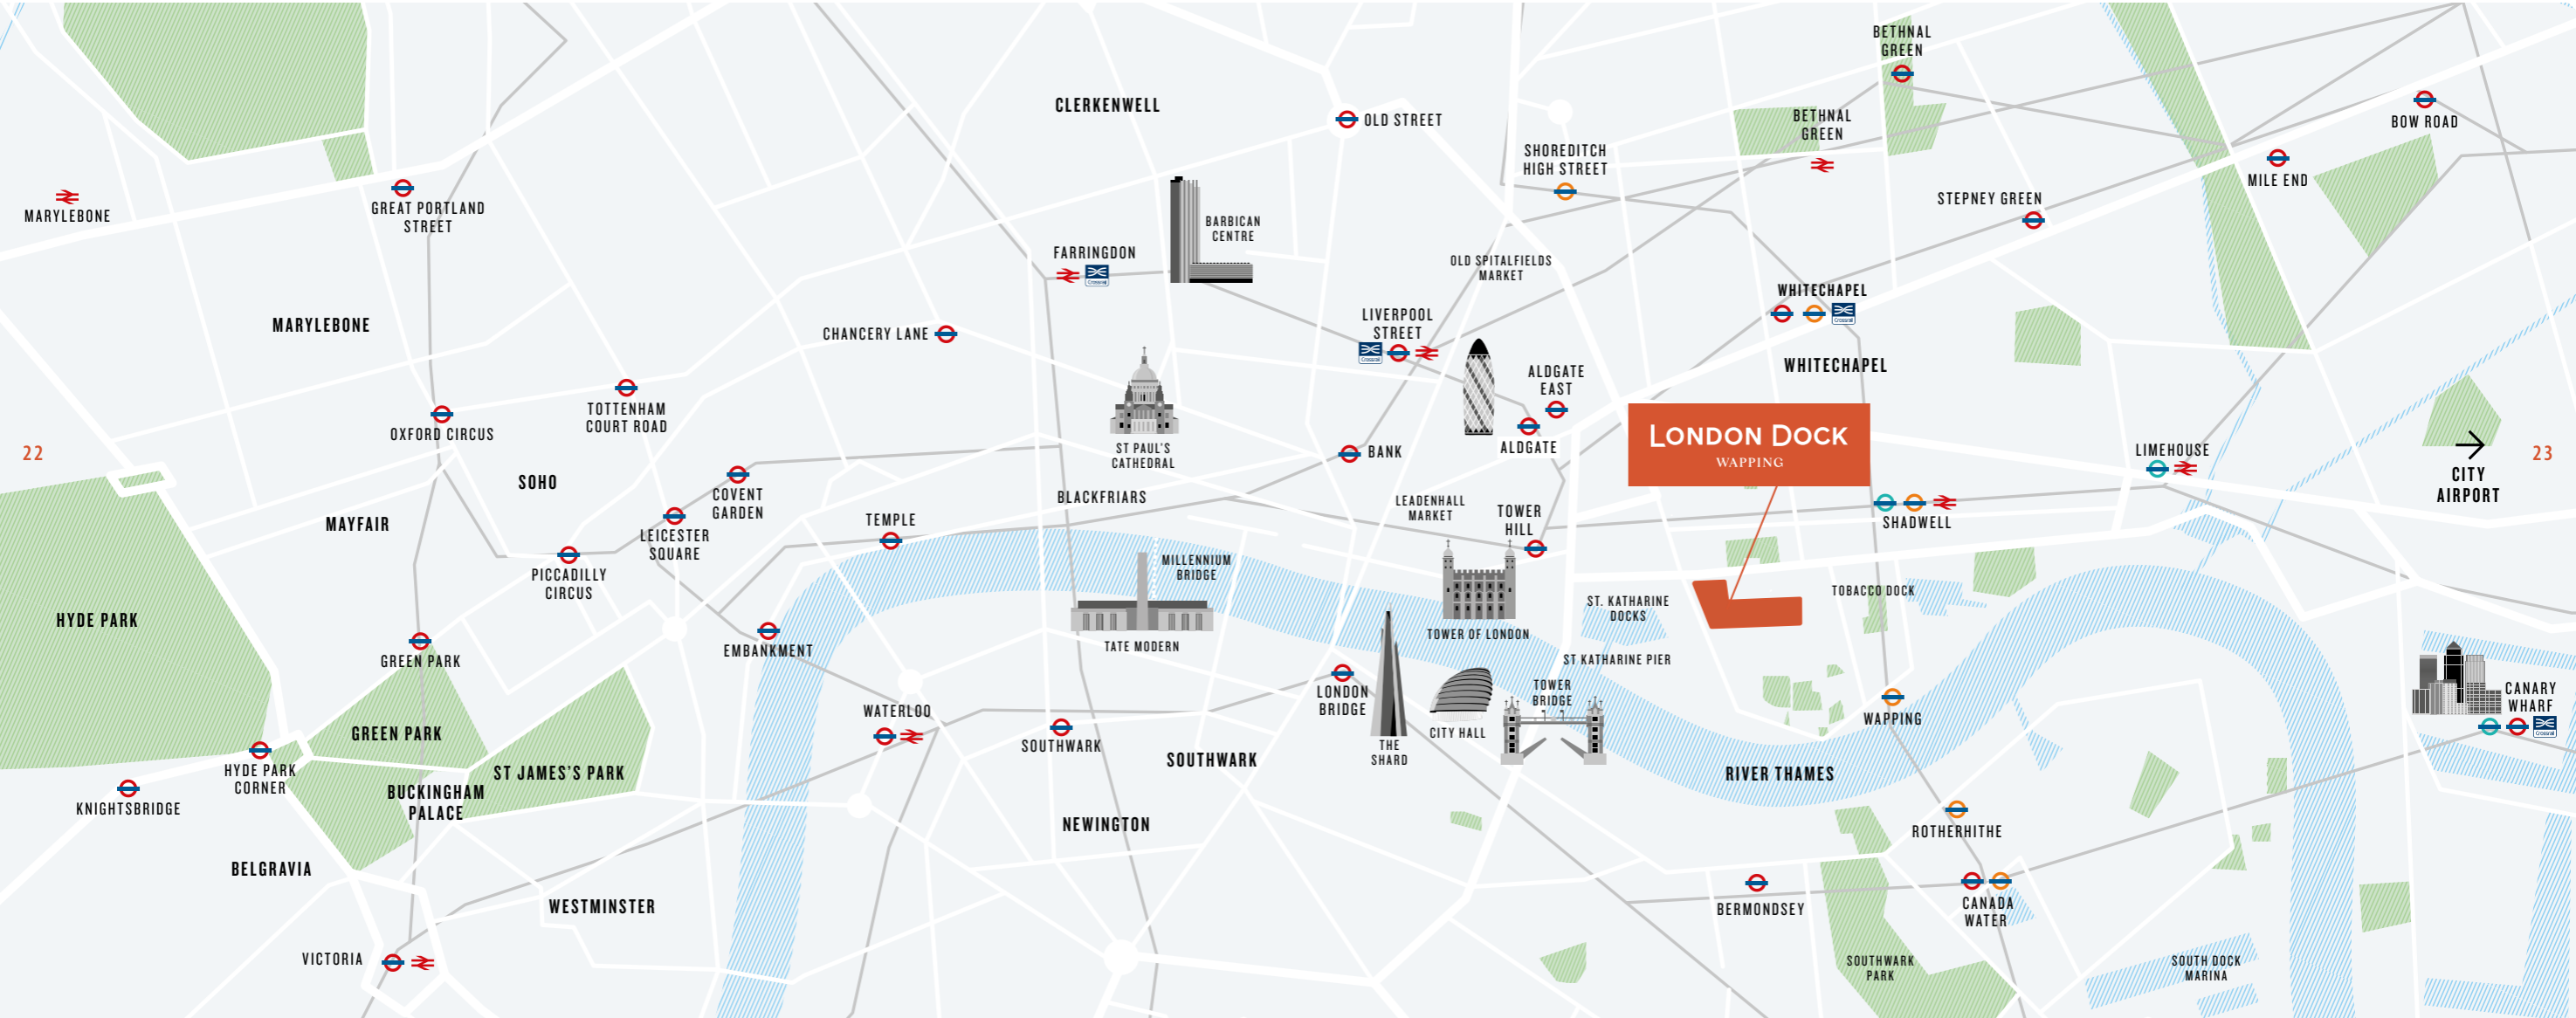 BETHNAL
GREEN
BOW ROAD
CLERKENWELL
OLD STREET
BETHNAL
GREEN
SHOREDITCH
HIGH STREET
MILE END
STEPNEY GREEN
MARYLEBONE
GREAT PORTLAND
STREET
BARBICAN
CENTRE
FARRINGDON
Crossrail
OLD SPITALFIELDS
MARKET
WHITECHAPEL
Crossrail
MARYLEBONE
CHANCERY LANE
LIVERPOOL
STREET
Crossrail
WHITECHAPEL
ALDGATE
EAST
TOTTENHAM
COURT ROAD
OXFORD CIRCUS
ALDGATE
LONDON DOCK
WAPPING
22
ST PAUL'S
CATHEDRAL
BANK
LIMEHOUSE
23
CITY
AIRPORT
SOHO
COVENT
GARDEN
BLACKFRIARS
LEADENHALL
MARKET
TOWER
HILL
SHADWELL
MAYFAIR
LEICESTER
SQUARE
TEMPLE
PICCADILLY
CIRCUS
MILLENNIUM
BRIDGE
ST. KATHARINE
DOCKS
TOBACCO DOCK
HYDE PARK
TOWER OF LONDON
TATE MODERN
EMBANKMENT
GREEN PARK
ST KATHARINE PIER
LONDON
BRIDGE
TOWER
BRIDGE
CANARY
WHARF
Crossrail
WATERLOO
WAPPING
GREEN PARK
CITY HALL
SOUTHWARK
THE
SHARD
SOUTHWARK
HYDE PARK
CORNER
ST JAMES'S PARK
RIVER THAMES
BUCKINGHAM
PALACE
KNIGHTSBRIDGE
NEWINGTON
ROTHERHITHE
BELGRAVIA
WESTMINSTER
BERMONDSEY
CANADA
WATER
VICTORIA
SOUTHWARK
PARK
SOUTH DOCK
MARINA